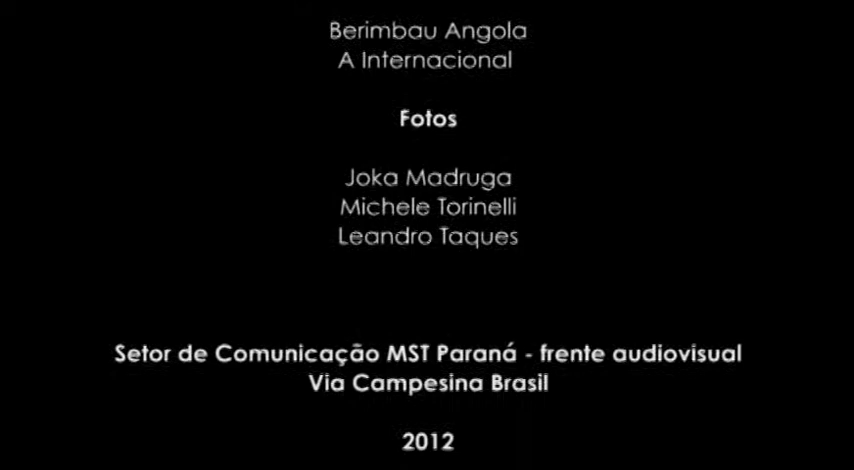 Berimbau Angola
A Internacional
Fotos
Joka Madruga
Michele Torinelli
Leandro Taques
Setor de Comunicação MST Paraná - frente audiovisual
Via Campesina Brasil
2012